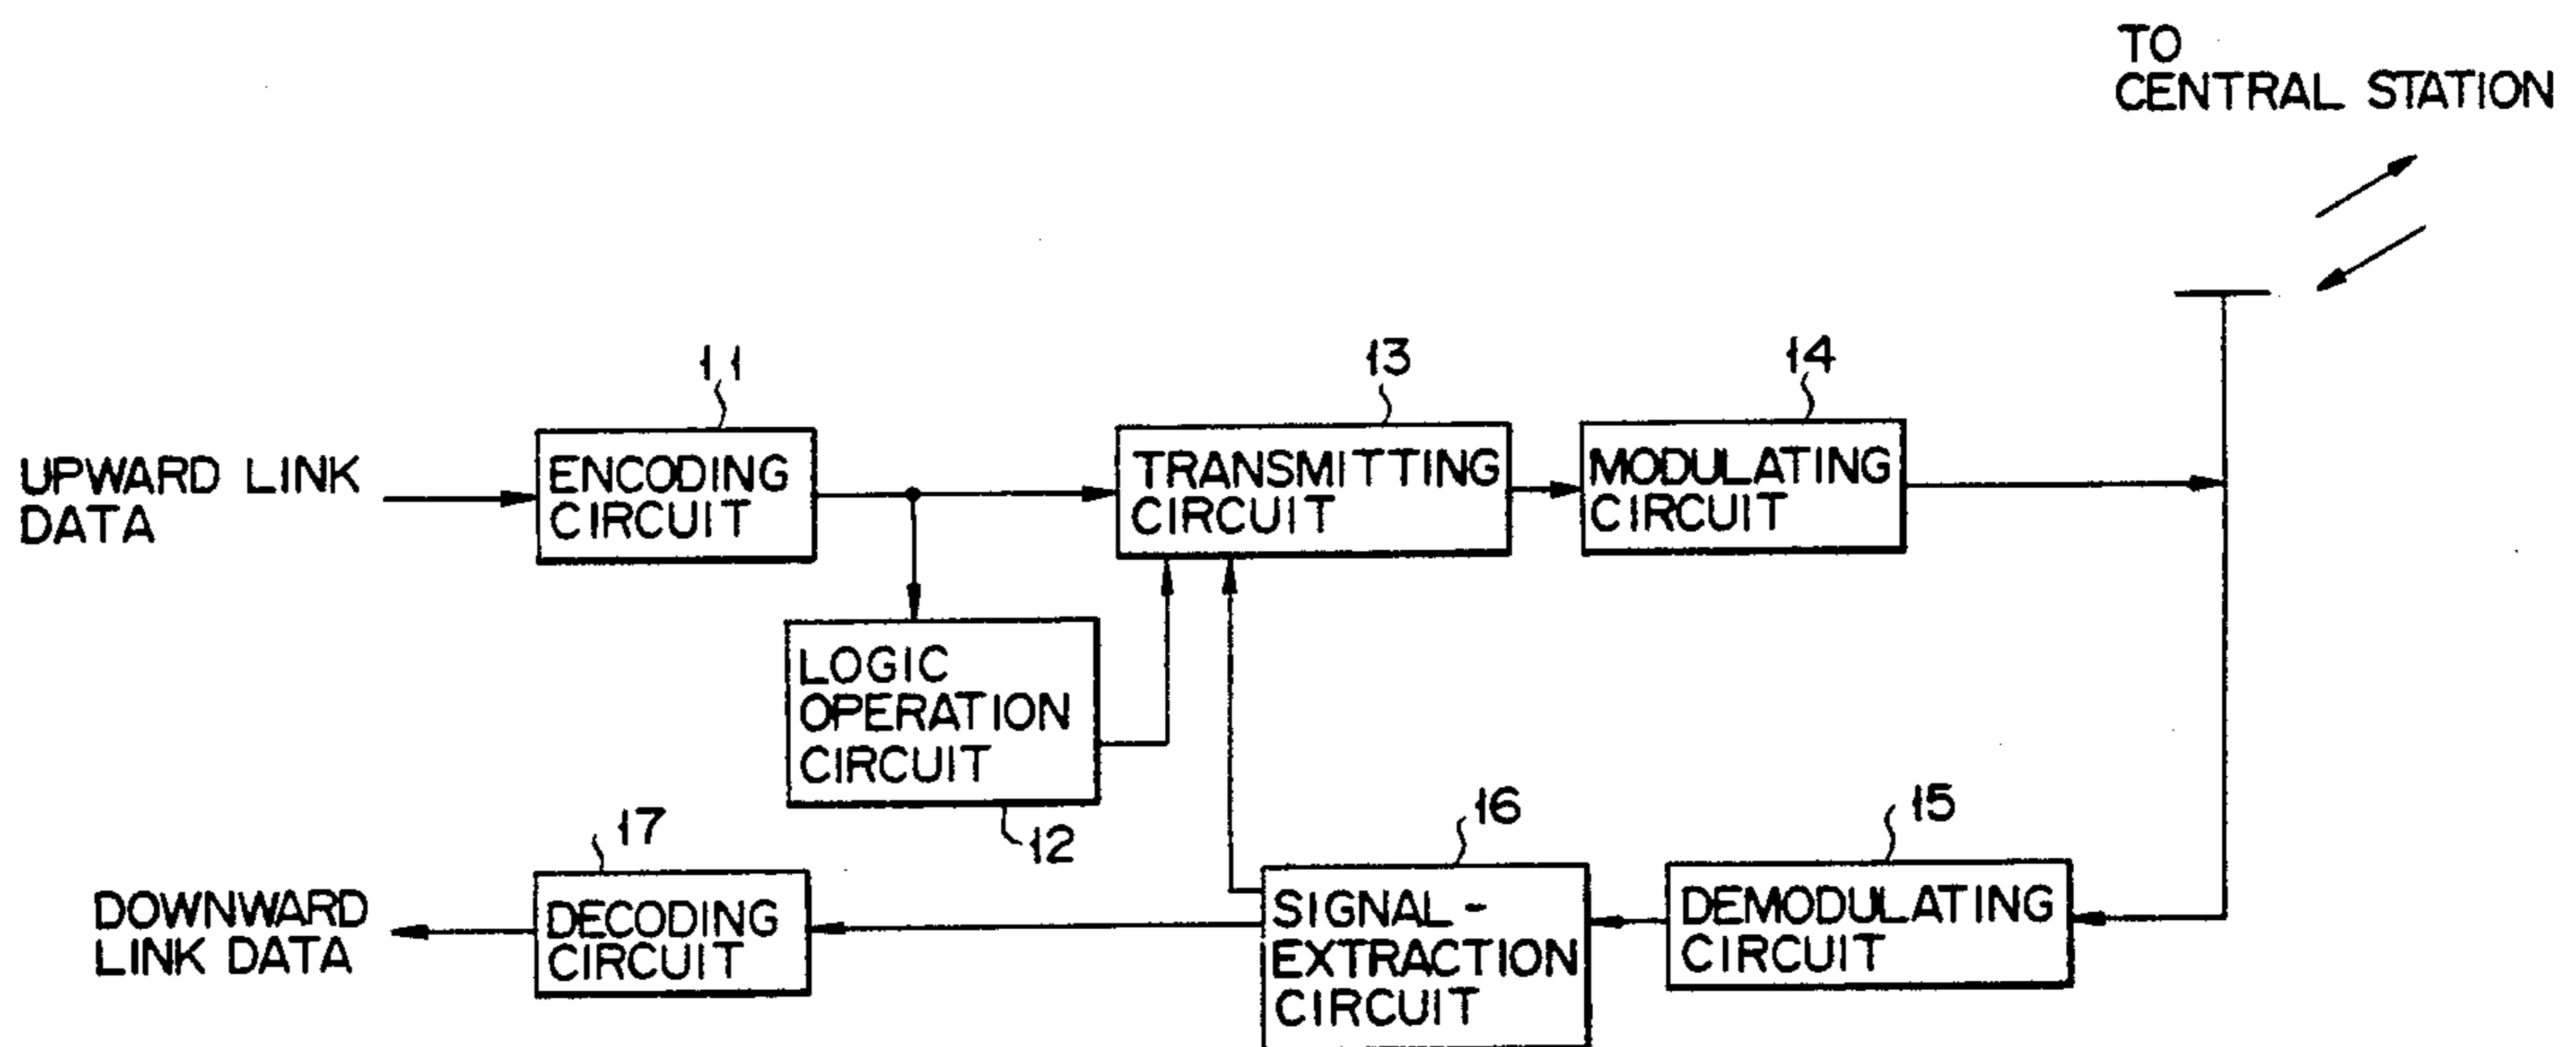 TO
CENTRAL STATION
11
13
14
UPWARD LINK
DATA
ENCODING
CIRCUIT
TRANSMITTING
CIRCUIT
MODULATING
CIRCUIT
LOGIC
OPERATION
CIRCUIT
12
17
16
15
DOWNWARD
LINK DATA
DECODING
CIRCUIT
SIGNAL-
EXTRACTION
CIRCUIT
DEMODULATING
CIRCUIT